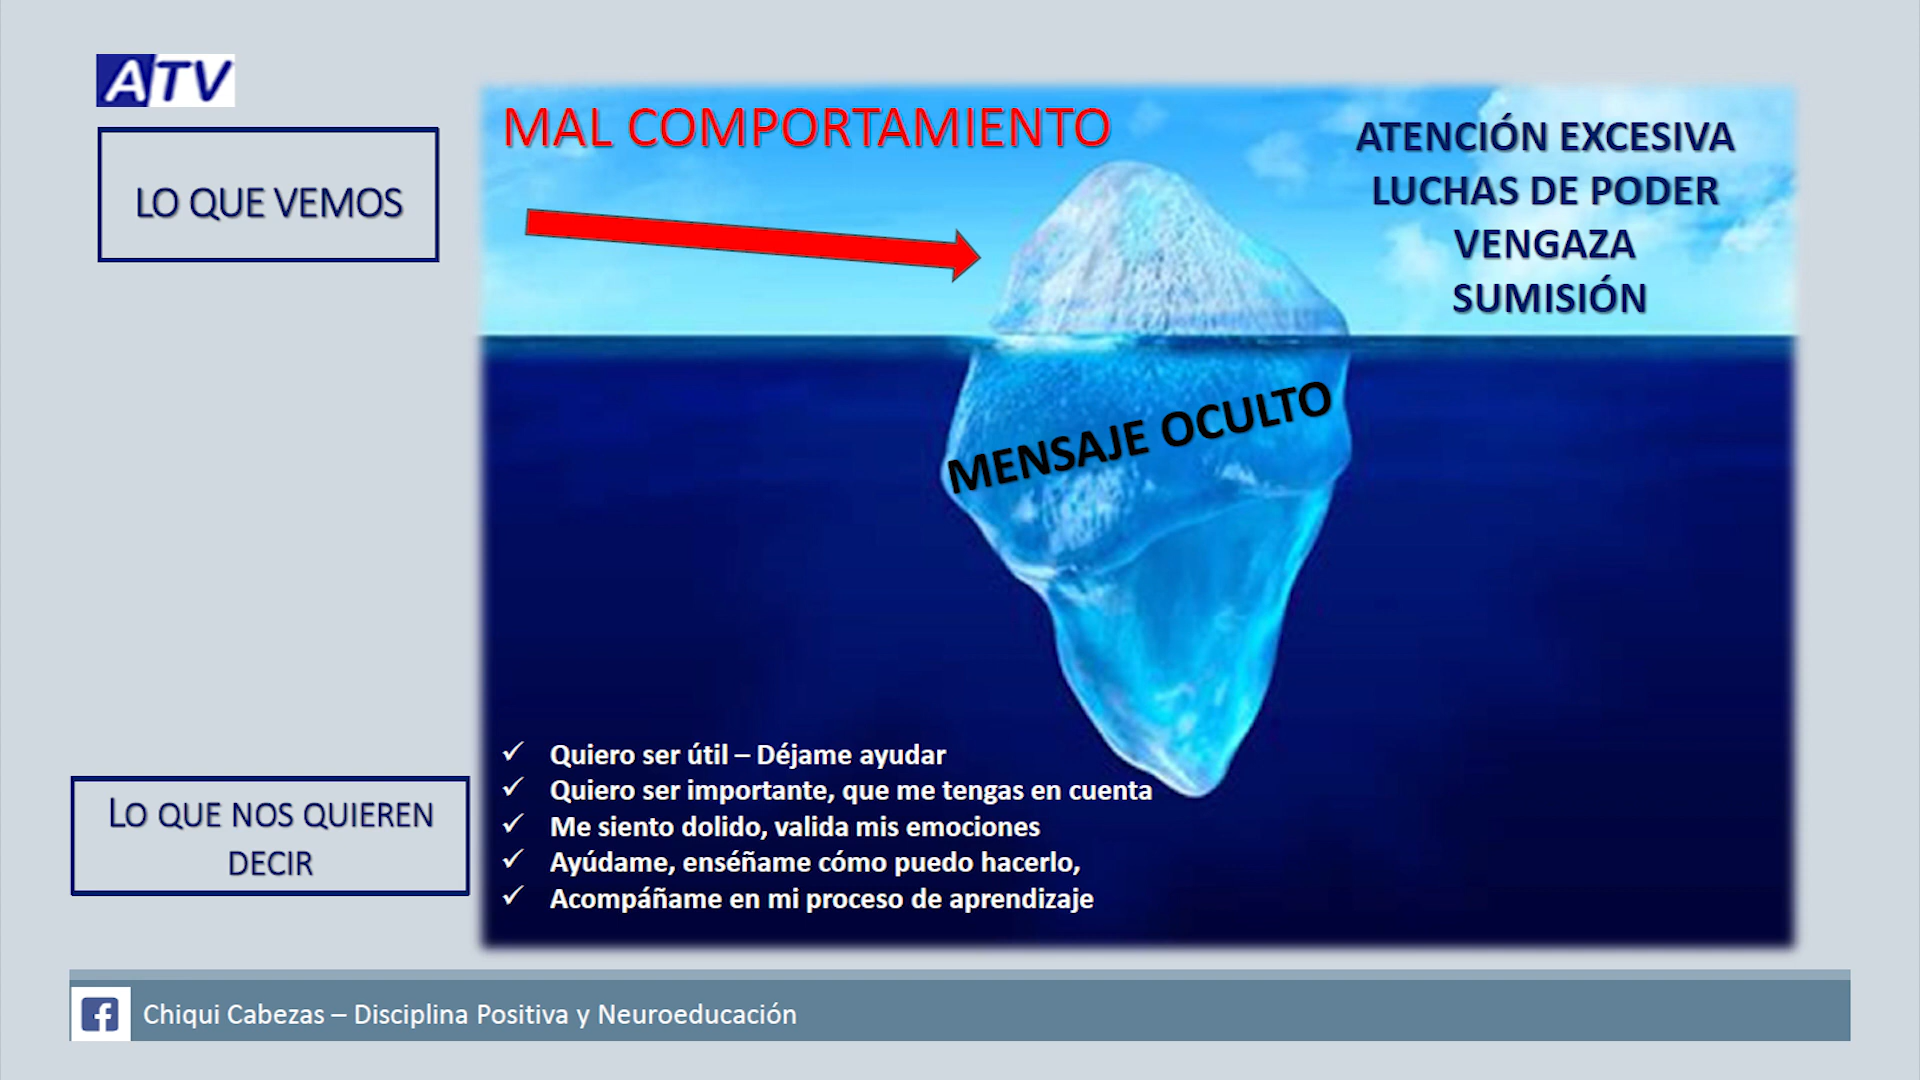 ATV
LO QUE VEMOS
MAL COMPORTAMIENTO
ATENCIÓN EXCESIVA
LUCHAS DE PODER
VENGAZA
SUMISIÓN
MENSAJE OCULTO
LO QUE NOS QUIEREN
DECIR
✓ Quiero ser útil – Déjame ayudar
✓ Quiero ser importante, que me tengas en cuenta
✓ Me siento dolido, valida mis emociones
✓ Ayúdame, enséñame cómo puedo hacerlo,
✓ Acompáñame en mi proceso de aprendizaje
f Chiqui Cabezas – Disciplina Positiva y Neuroeducación